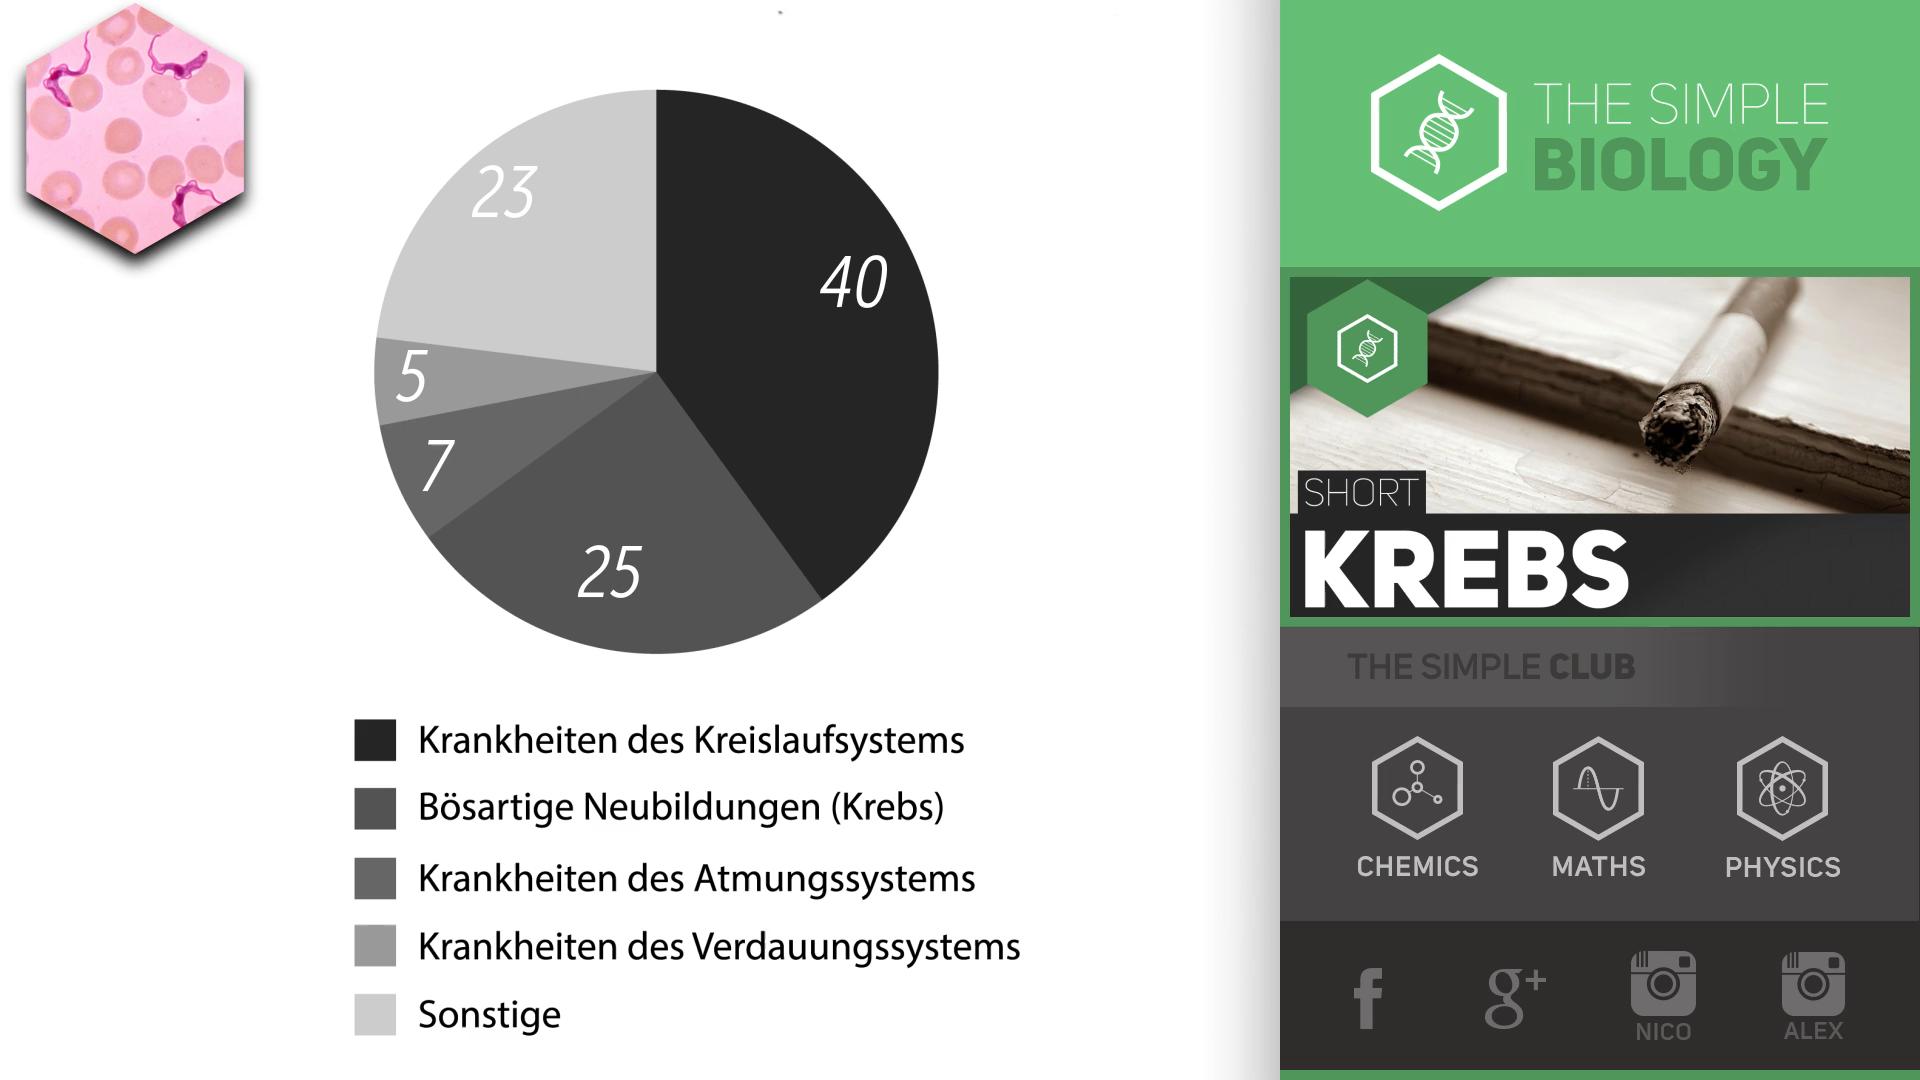 23
40
5
7
25
Krankheiten des Kreislaufsystems
Bösartige Neubildungen (Krebs)
Krankheiten des Atmungssystems
Krankheiten des Verdauungssystems
Sonstige
THE SIMPLE
BIOLOGY
SHORT
KREBS
THE SIMPLE CLUB
CHEMICS MATHS PHYSICS
f g+
NICO ALEX